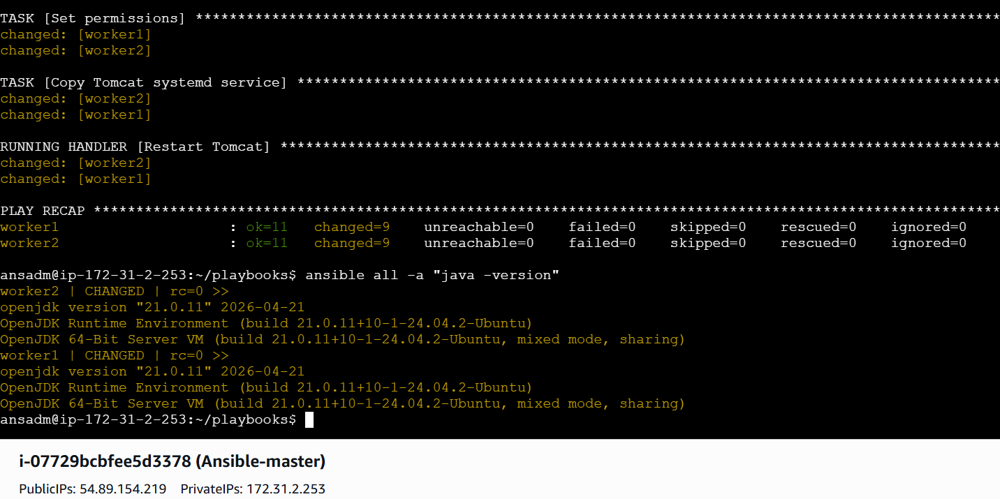 TASK [Set permissions] ***********************************************************************************************
changed: [worker1]
changed: [worker2]
TASK [Copy Tomcat systemd service] ***********************************************************************************
changed: [worker2]
changed: [worker1]
RUNNING HANDLER [Restart Tomcat] *************************************************************************************
changed: [worker2]
changed: [worker1]
PLAY RECAP ***********************************************************************************************************
worker1                    : ok=11   changed=9    unreachable=0    failed=0    skipped=0    rescued=0    ignored=0
worker2                    : ok=11   changed=9    unreachable=0    failed=0    skipped=0    rescued=0    ignored=0
ansadm@ip-172-31-2-253:~/playbooks$ ansible all -a "java -version"
worker2 | CHANGED | rc=0 >>
openjdk version "21.0.11" 2026-04-21
OpenJDK Runtime Environment (build 21.0.11+10-1-24.04.2-Ubuntu)
OpenJDK 64-Bit Server VM (build 21.0.11+10-1-24.04.2-Ubuntu, mixed mode, sharing)
worker1 | CHANGED | rc=0 >>
openjdk version "21.0.11" 2026-04-21
OpenJDK Runtime Environment (build 21.0.11+10-1-24.04.2-Ubuntu)
OpenJDK 64-Bit Server VM (build 21.0.11+10-1-24.04.2-Ubuntu, mixed mode, sharing)
ansadm@ip-172-31-2-253:~/playbooks$
i-07729bcbfee5d3378 (Ansible-master)
PublicIPs: 54.89.154.219    PrivateIPs: 172.31.2.253